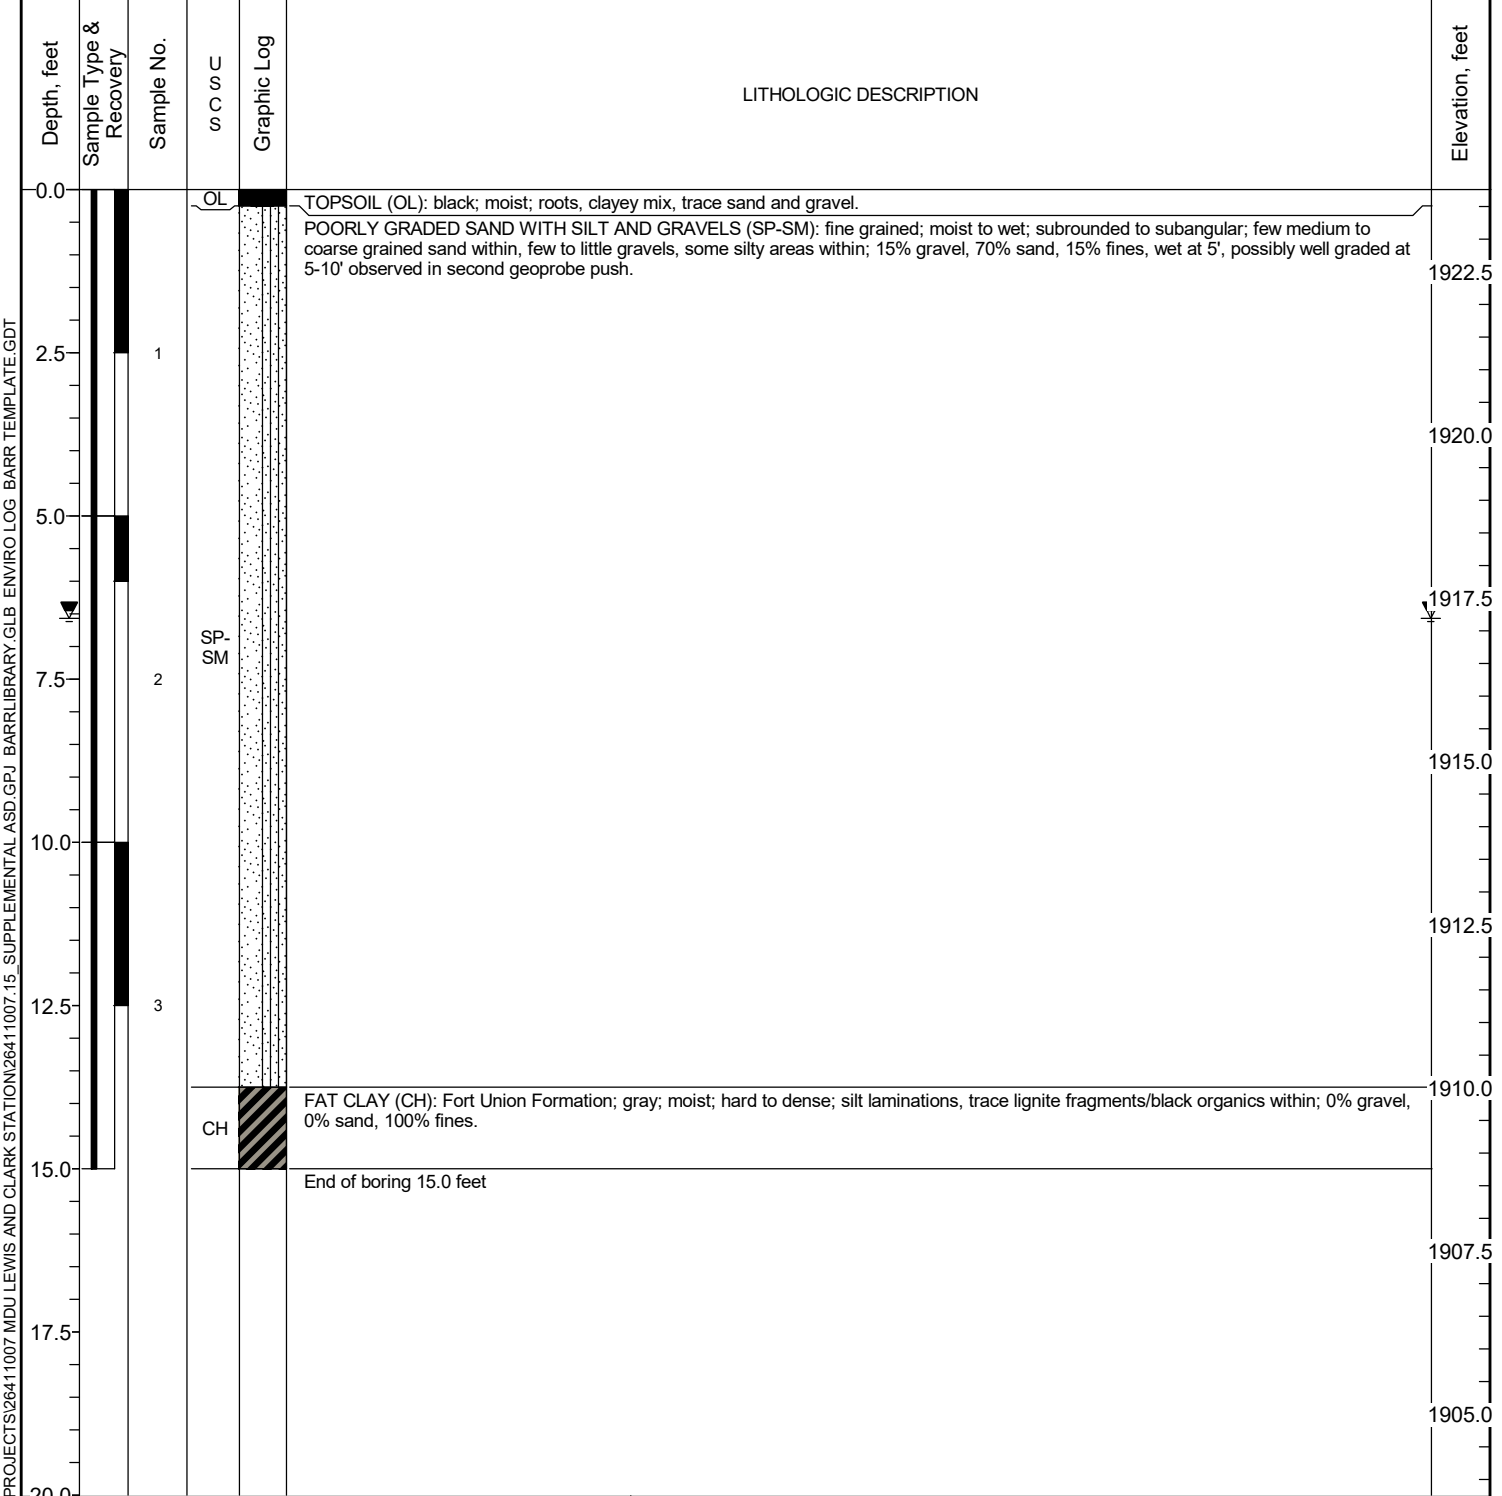 Depth, feet
Sample Type &
Recovery
Sample No.
U
S
C
S
Graphic Log
LITHOLOGIC DESCRIPTION
Elevation, feet
0.0
OL
TOPSOIL (OL): black; moist; roots, clayey mix, trace sand and gravel.
POORLY GRADED SAND WITH SILT AND GRAVELS (SP-SM): fine grained; moist to wet; subrounded to subangular; few medium to
coarse grained sand within, few to little gravels, some silty areas within; 15% gravel, 70% sand, 15% fines, wet at 5', possibly well graded at
5-10' observed in second geoprobe push.
1922.5
2.5
1
1920.0
5.0
1917.5
SP-
SM
7.5
2
1915.0
10.0
1912.5
12.5
3
1910.0
FAT CLAY (CH): Fort Union Formation; gray; moist; hard to dense; silt laminations, trace lignite fragments/black organics within; 0% gravel,
0% sand, 100% fines.
CH
15.0
End of boring 15.0 feet
1907.5
17.5
1905.0
20.0
PROJECTS\26411007 MDU LEWIS AND CLARK STATION\26411007.15_SUPPLEMENTAL ASD.GPJ BARRLIBRARY.GLB ENVIRO LOG BARR TEMPLATE.GDT